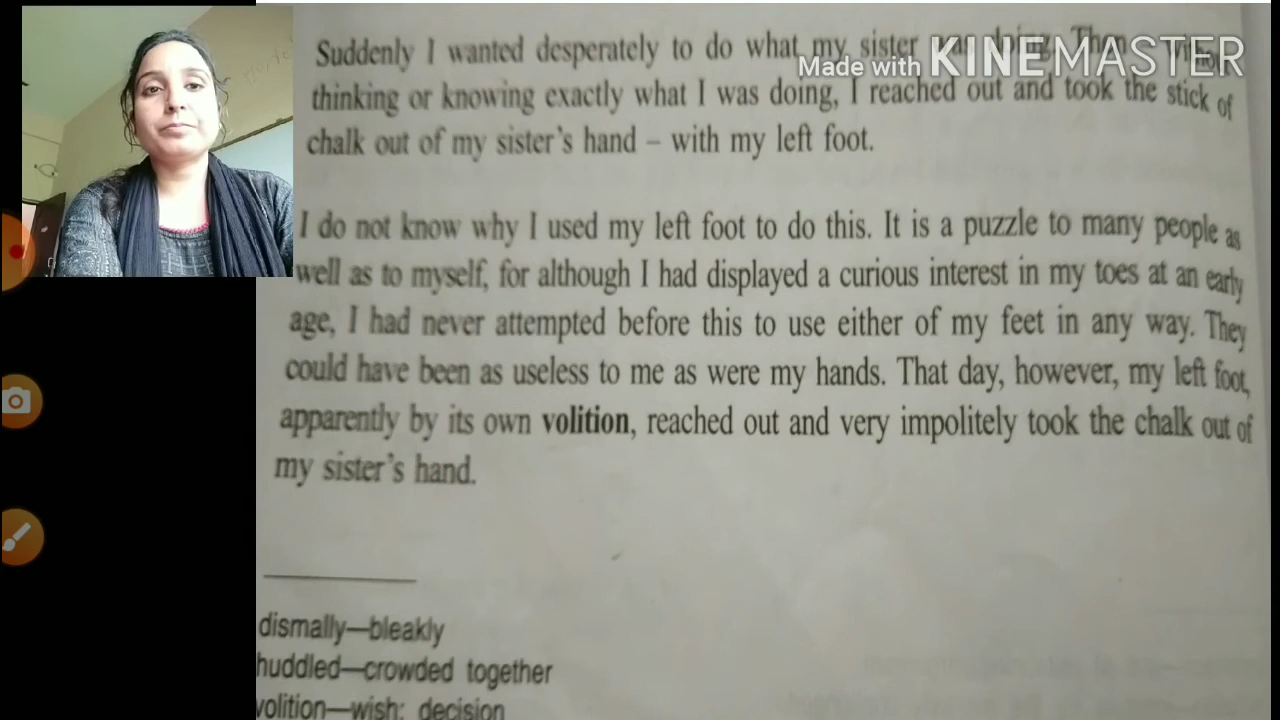 Suddenly I wanted desperately to do what my sister was doing. Then
Made with KINEMASTER
thinking or knowing exactly what I was doing, I reached out and took the stick of
chalk out of my sister's hand – with my left foot.
I do not know why I used my left foot to do this. It is a puzzle to many people as
well as to myself, for although I had displayed a curious interest in my toes at an early
age, I had never attempted before this to use either of my feet in any way. They
could have been as useless to me as were my hands. That day, however, my left foot,
apparently by its own volition, reached out and very impolitely took the chalk out of
my sister's hand.
dismally—bleakly
huddled—crowded together
volition—wish; decision